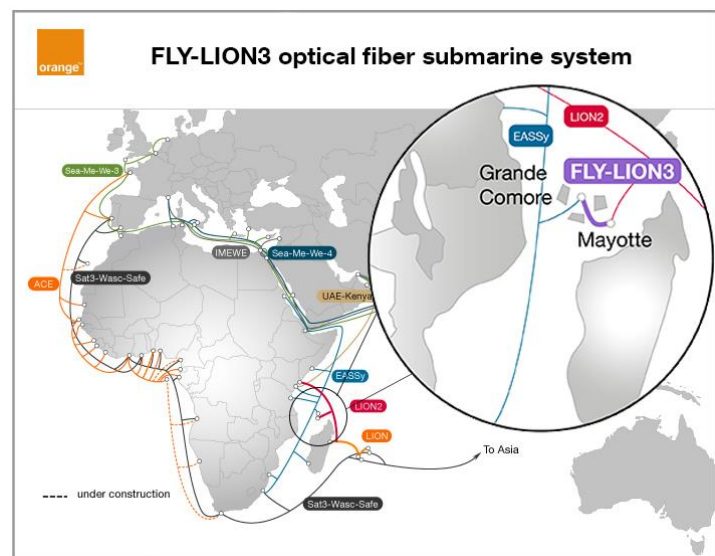 orange™
FLY-LION3 optical fiber submarine system
LION2
EASSy
Grande
Comore
FLY-LION3
Mayotte
Sea-Me-We-3
IMEWE
Sea-Me-We-4
Sat3-Wasc-Safe
ACE
UAE-Kenya
EASSy
LION2
LION
To Asia
under construction
Sat3-Wasc-Safe